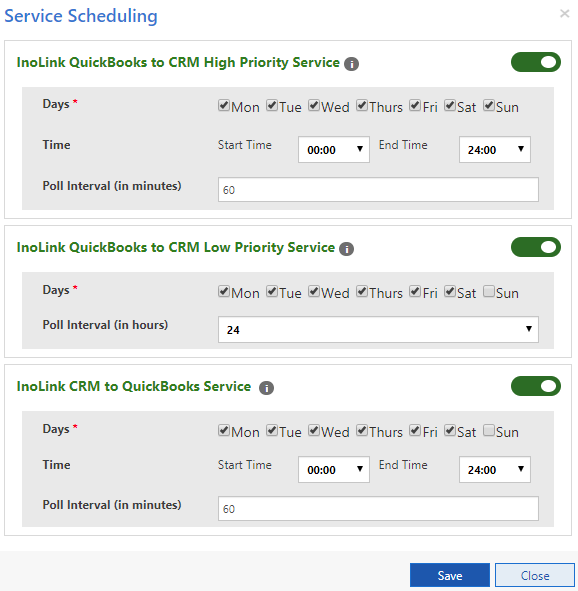 Service Scheduling
InoLink QuickBooks to CRM High Priority Service
Days * Mon Tue Wed Thurs Fri Sat Sun
Time Start Time 00:00 End Time 24:00
Poll Interval (in minutes) 60
InoLink QuickBooks to CRM Low Priority Service
Days * Mon Tue Wed Thurs Fri Sat Sun
Poll Interval (in hours) 24
InoLink CRM to QuickBooks Service
Days * Mon Tue Wed Thurs Fri Sat Sun
Time Start Time 00:00 End Time 24:00
Poll Interval (in minutes) 60
Save Close